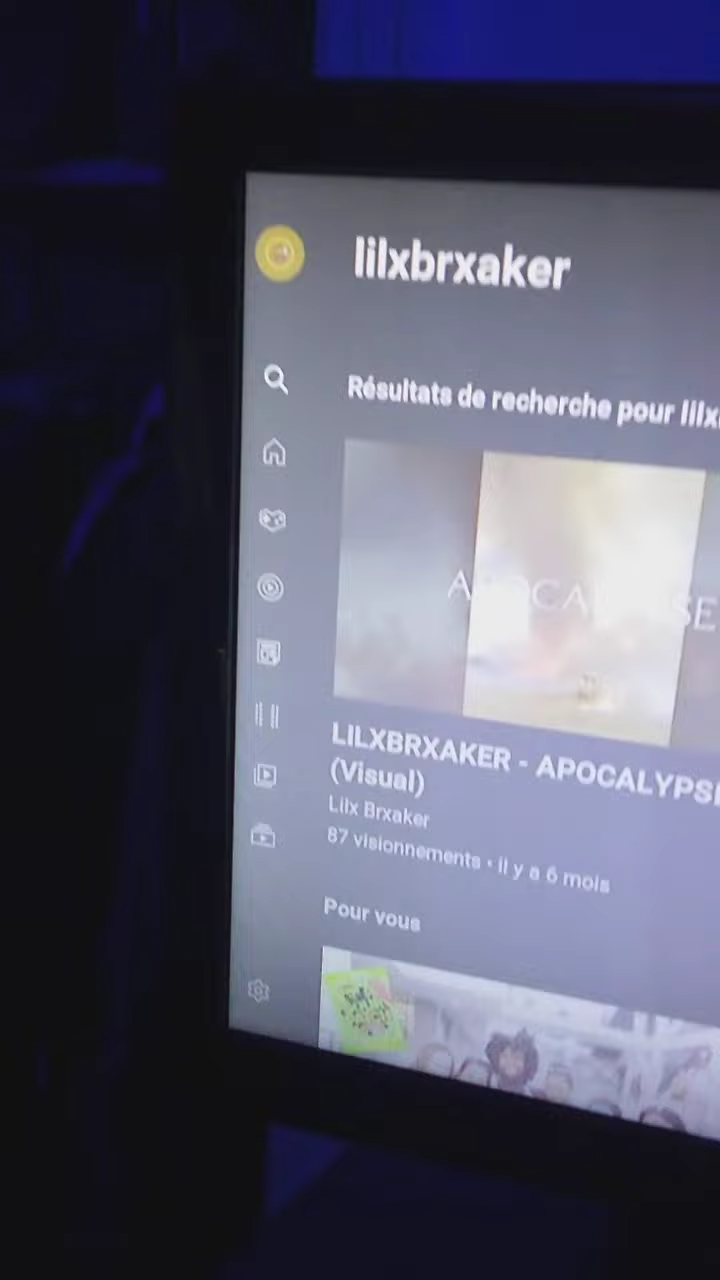 lilxbrxaker
Résultats de recherche pour lilx
APOCALYPSE
LILXBRXAKER - APOCALYPSE
(Visual)
Lilx Brxaker
87 visionnements • il y a 6 mois
Pour vous